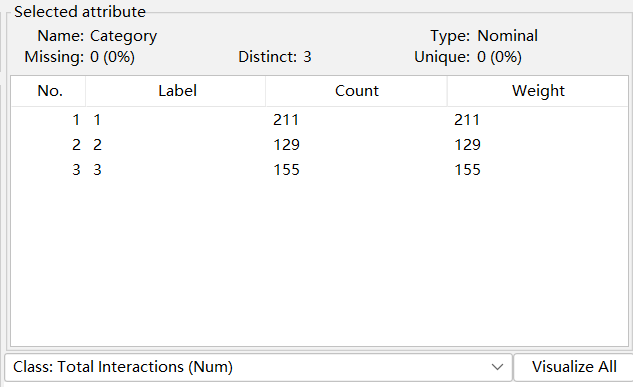 Selected attribute
Name: Category Type: Nominal
Missing: 0 (0%) Distinct: 3 Unique: 0 (0%)
No. Label Count Weight
1 1 211 211
2 2 129 129
3 3 155 155
Class: Total Interactions (Num) Visualize All